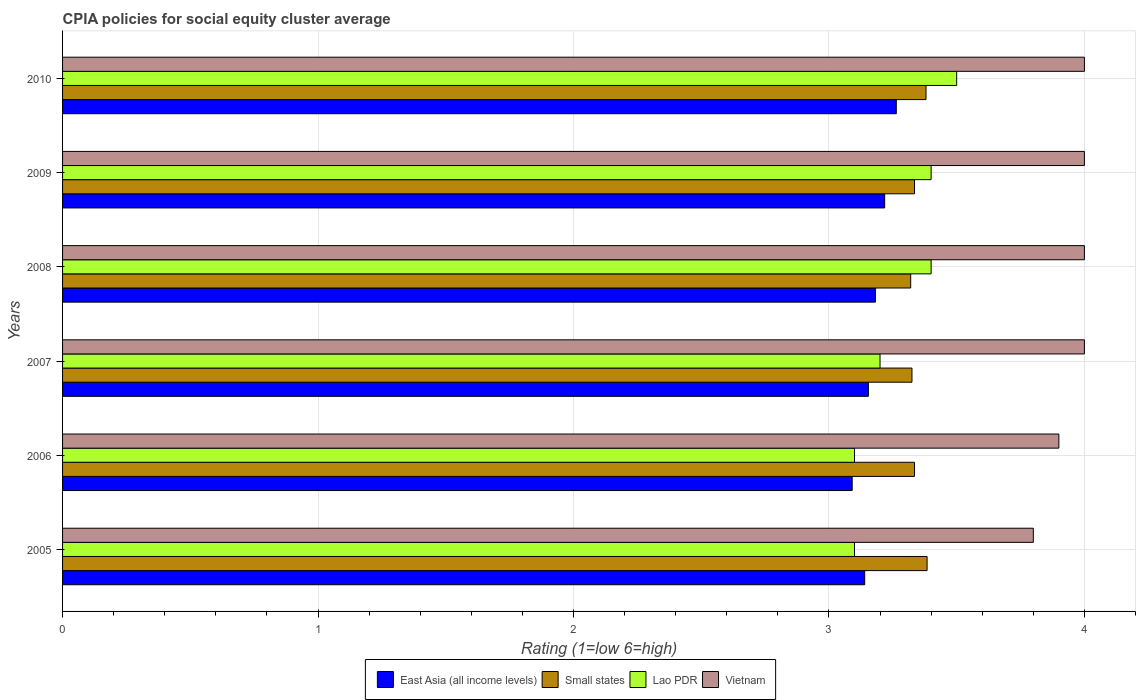 CPIA policies for social equity cluster average
2010
2009
2008
2007
2006
2005
Years
0
1
2
3
4
Rating (1=low 6=high)
East Asia (all income levels)
Small states
Lao PDR
Vietnam